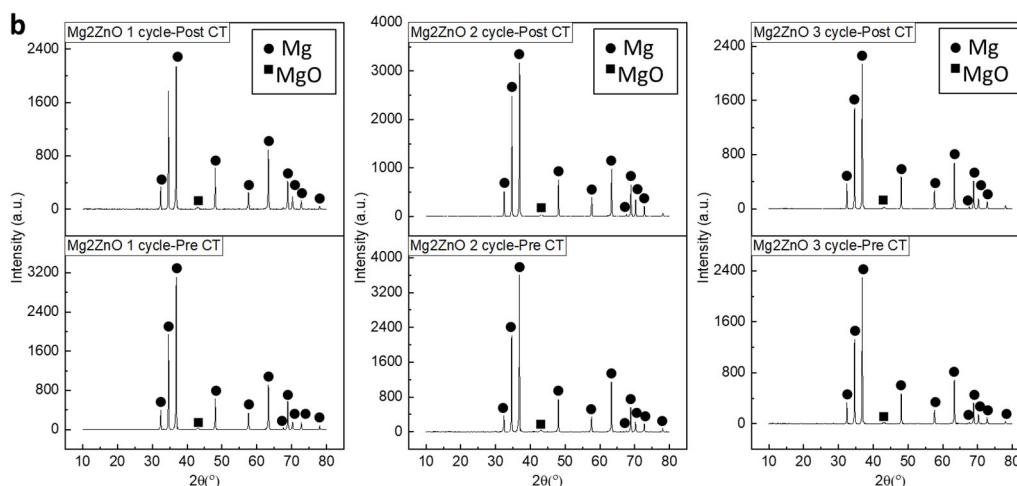 b
Mg2ZnO 1 cycle-Post CT
● Mg
■ MgO
2400
1600
800
0
Mg2ZnO 2 cycle-Post CT
● Mg
■ MgO
4000
3000
2000
1000
0
Mg2ZnO 3 cycle-Post CT
● Mg
■ MgO
2400
1600
800
0
Intensity (a.u.)
Intensity (a.u.)
Intensity (a.u.)
Mg2ZnO 1 cycle-Pre CT
3200
2400
1600
800
0
10 20 30 40 50 60 70 80
2θ(°)
Mg2ZnO 2 cycle-Pre CT
4000
3200
2400
1600
800
0
10 20 30 40 50 60 70 80
2θ(°)
Mg2ZnO 3 cycle-Pre CT
2400
1600
800
0
10 20 30 40 50 60 70 80
2θ(°)